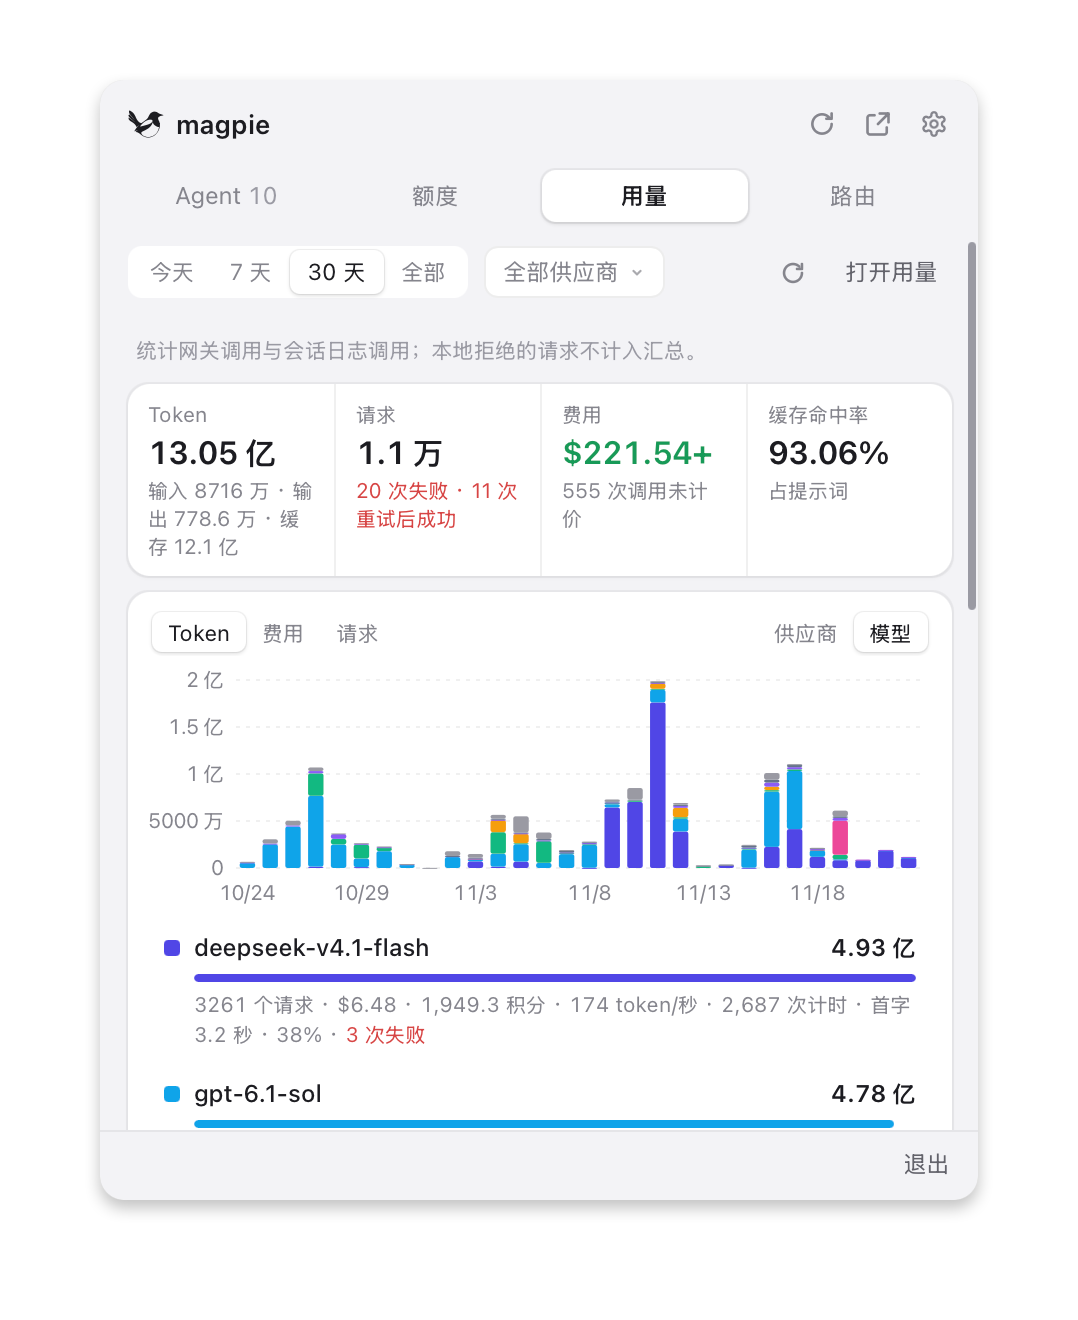 magpie
Agent 10
额度
用量
路由
今天
7 天
30 天
全部
全部供应商
打开用量
统计网关调用与会话日志调用；本地拒绝的请求不计入汇总。
Token
13.05 亿
输入 8716 万 · 输
出 778.6 万 · 缓
存 12.1 亿
请求
1.1 万
20 次失败 · 11 次
重试后成功
费用
$221.54+
555 次调用未计
价
缓存命中率
93.06%
占提示词
Token
费用
请求
供应商
模型
2 亿
1.5 亿
1 亿
5000 万
0
10/24
10/29
11/3
11/8
11/13
11/18
deepseek-v4.1-flash
4.93 亿
3261 个请求 · $6.48 · 1,949.3 积分 · 174 token/秒 · 2,687 次计时 · 首字
3.2 秒 · 38% · 3 次失败
gpt-6.1-sol
4.78 亿
退出